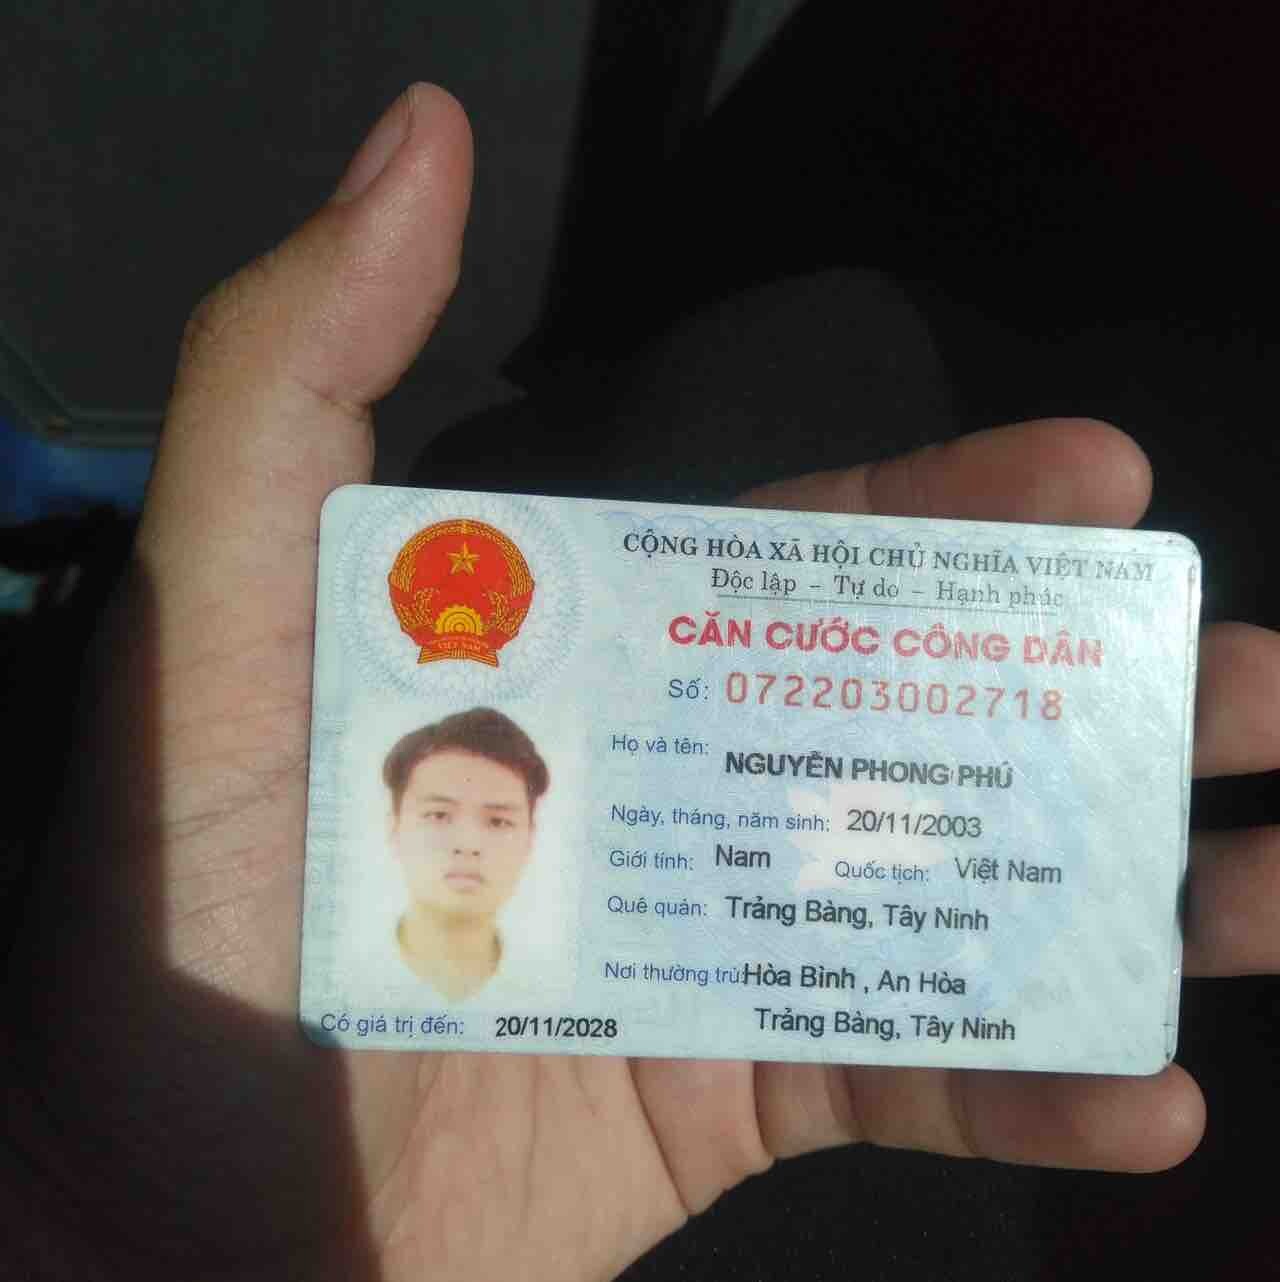 CỘNG HÒA XÃ HỘI CHỦ NGHĨA VIỆT NAM
Độc lập - Tự do - Hạnh phúc
CĂN CƯỚC CÔNG DÂN
Số: 072203002718
Họ và tên: NGUYỄN PHONG PHÚ
Ngày, tháng, năm sinh: 20/11/2003
Giới tính: Nam Quốc tịch: Việt Nam
Quê quán: Trảng Bàng, Tây Ninh
Nơi thường trú: Hòa Bình , An Hòa
Trảng Bàng, Tây Ninh
Có giá trị đến: 20/11/2028
VIỆT NAM